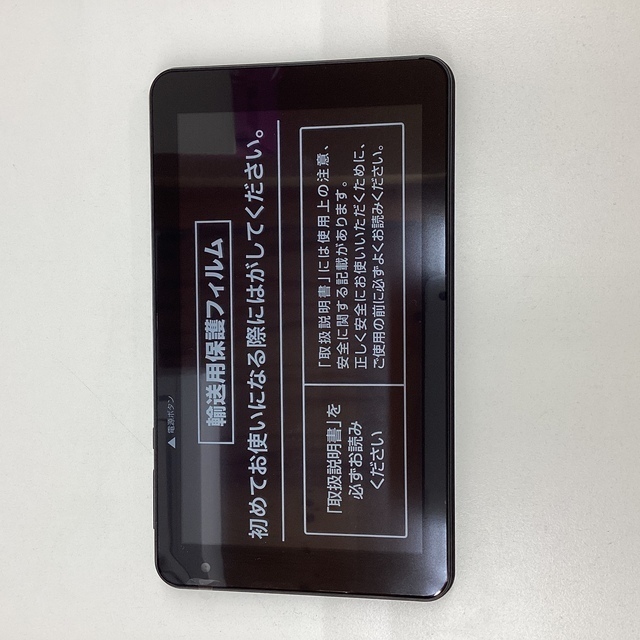 ▲ 電源ボタン
輸送用保護フィルム
初めてお使いになる際にはがしてください。
「取扱説明書」を
必ずお読み
ください
「取扱説明書」には使用上の注意、
安全に関する記載があります。
正しく安全にお使いいただくために、
ご使用の前に必ずよくお読みください。